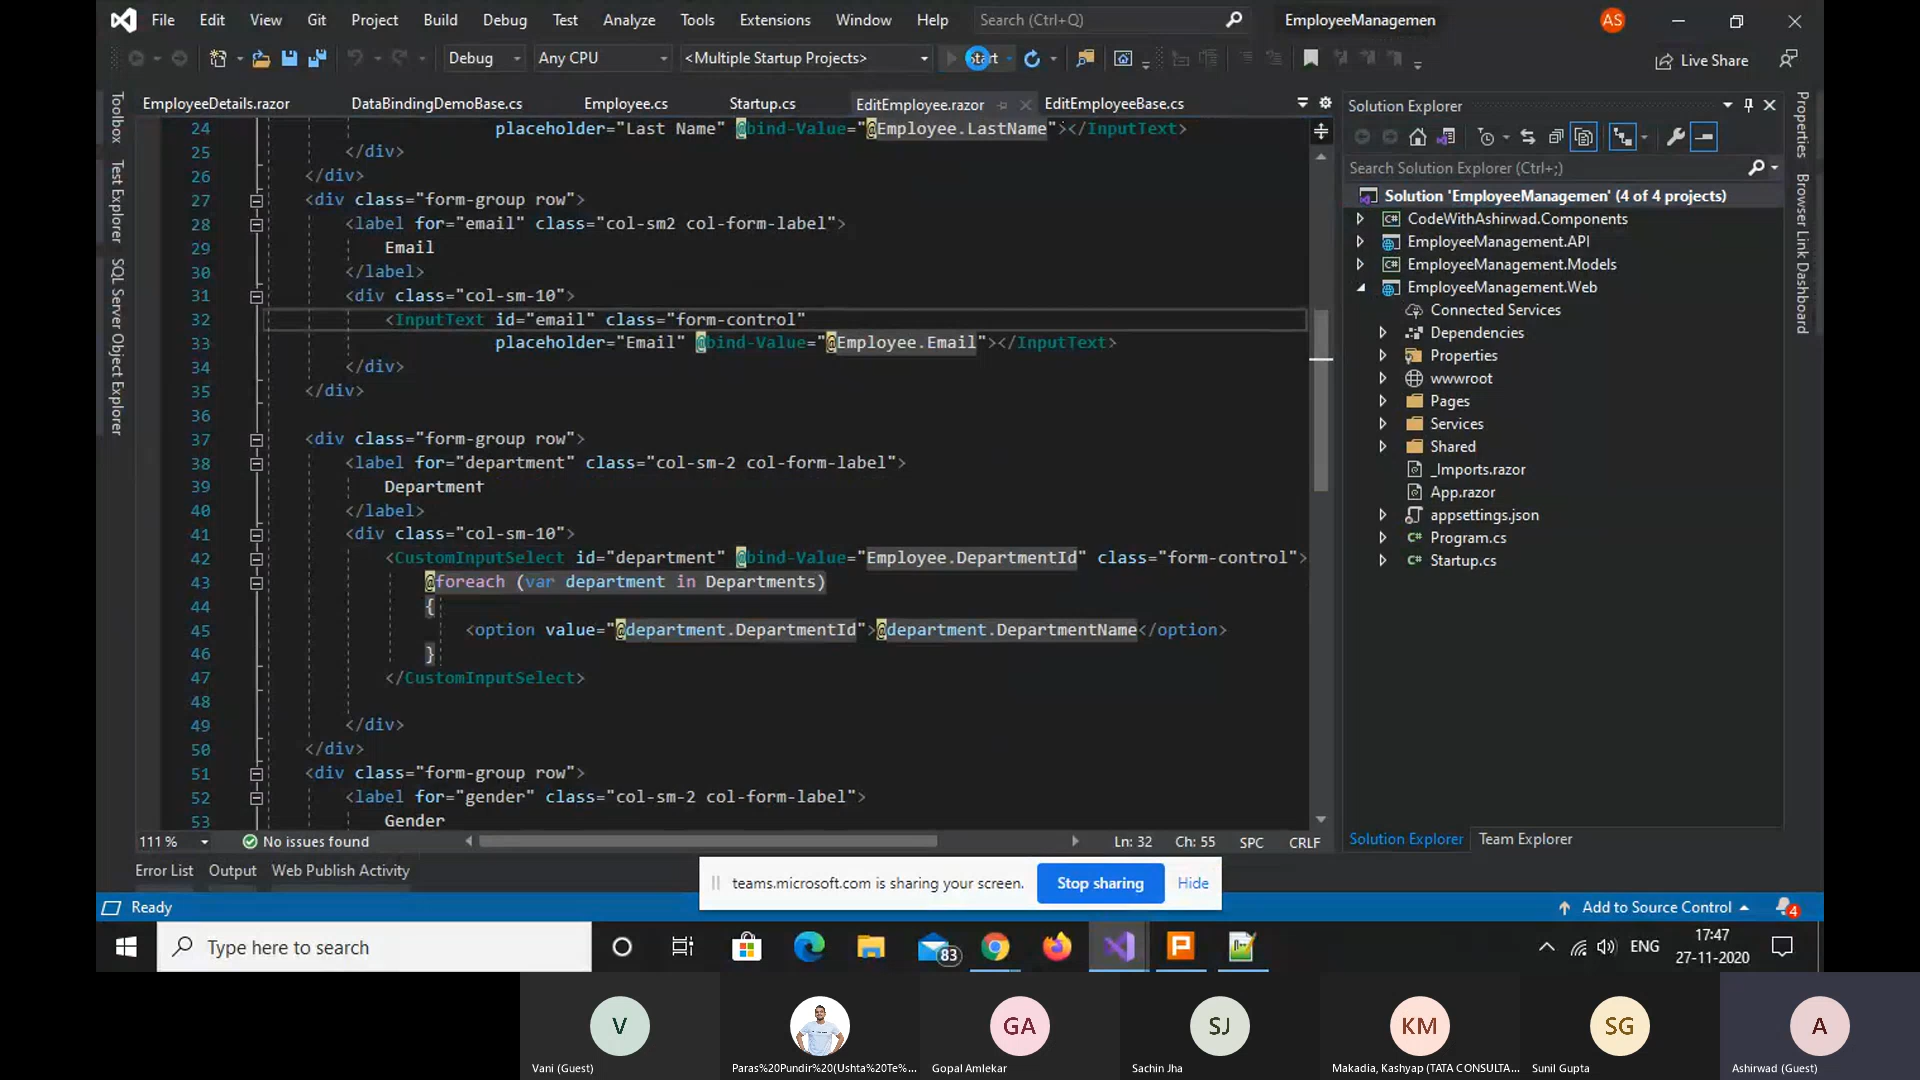 File Edit View Git Project Build Debug Test Analyze Tools Extensions Window Help Search (Ctrl+Q) EmployeeManagemen AS
Debug Any CPU <Multiple Startup Projects> Start Live Share
EmployeeDetails.razor DataBindingDemoBase.cs Employee.cs Startup.cs EditEmployee.razor EditEmployeeBase.cs
Toolbox
Test Explorer
SQL Server Object Explorer
24 placeholder="Last Name" @bind-Value="@Employee.LastName"></InputText>
25 </div>
26 </div>
27 <div class="form-group row">
28 <label for="email" class="col-sm2 col-form-label">
29 Email
30 </label>
31 <div class="col-sm-10">
32 <InputText id="email" class="form-control"
33 placeholder="Email" @bind-Value="@Employee.Email"></InputText>
34 </div>
35 </div>
36
37 <div class="form-group row">
38 <label for="department" class="col-sm-2 col-form-label">
39 Department
40 </label>
41 <div class="col-sm-10">
42 <CustomInputSelect id="department" @bind-Value="Employee.DepartmentId" class="form-control">
43 @foreach (var department in Departments)
44 {
45 <option value="@department.DepartmentId">@department.DepartmentName</option>
46 }
47 </CustomInputSelect>
48
49 </div>
50 </div>
51 <div class="form-group row">
52 <label for="gender" class="col-sm-2 col-form-label">
53 Gender
111 % No issues found Ln: 32 Ch: 55 SPC CRLF
Error List Output Web Publish Activity
Solution Explorer
Search Solution Explorer (Ctrl+;)
Solution 'EmployeeManagemen' (4 of 4 projects)
CodeWithAshirwad.Components
EmployeeManagement.API
EmployeeManagement.Models
EmployeeManagement.Web
Connected Services
Dependencies
Properties
wwwroot
Pages
Services
Shared
_Imports.razor
App.razor
appsettings.json
Program.cs
Startup.cs
Solution Explorer Team Explorer
Properties
Browser Link Dashboard
teams.microsoft.com is sharing your screen. Stop sharing Hide
Ready Add to Source Control 4
Type here to search 83 ENG 17:47
27-11-2020
V GA SJ KM SG A
Vani (Guest) Paras%20Pundir%20(Ushta%20Te%... Gopal Amlekar Sachin Jha Makadia, Kashyap (TATA CONSULTA... Sunil Gupta Ashirwad (Guest)